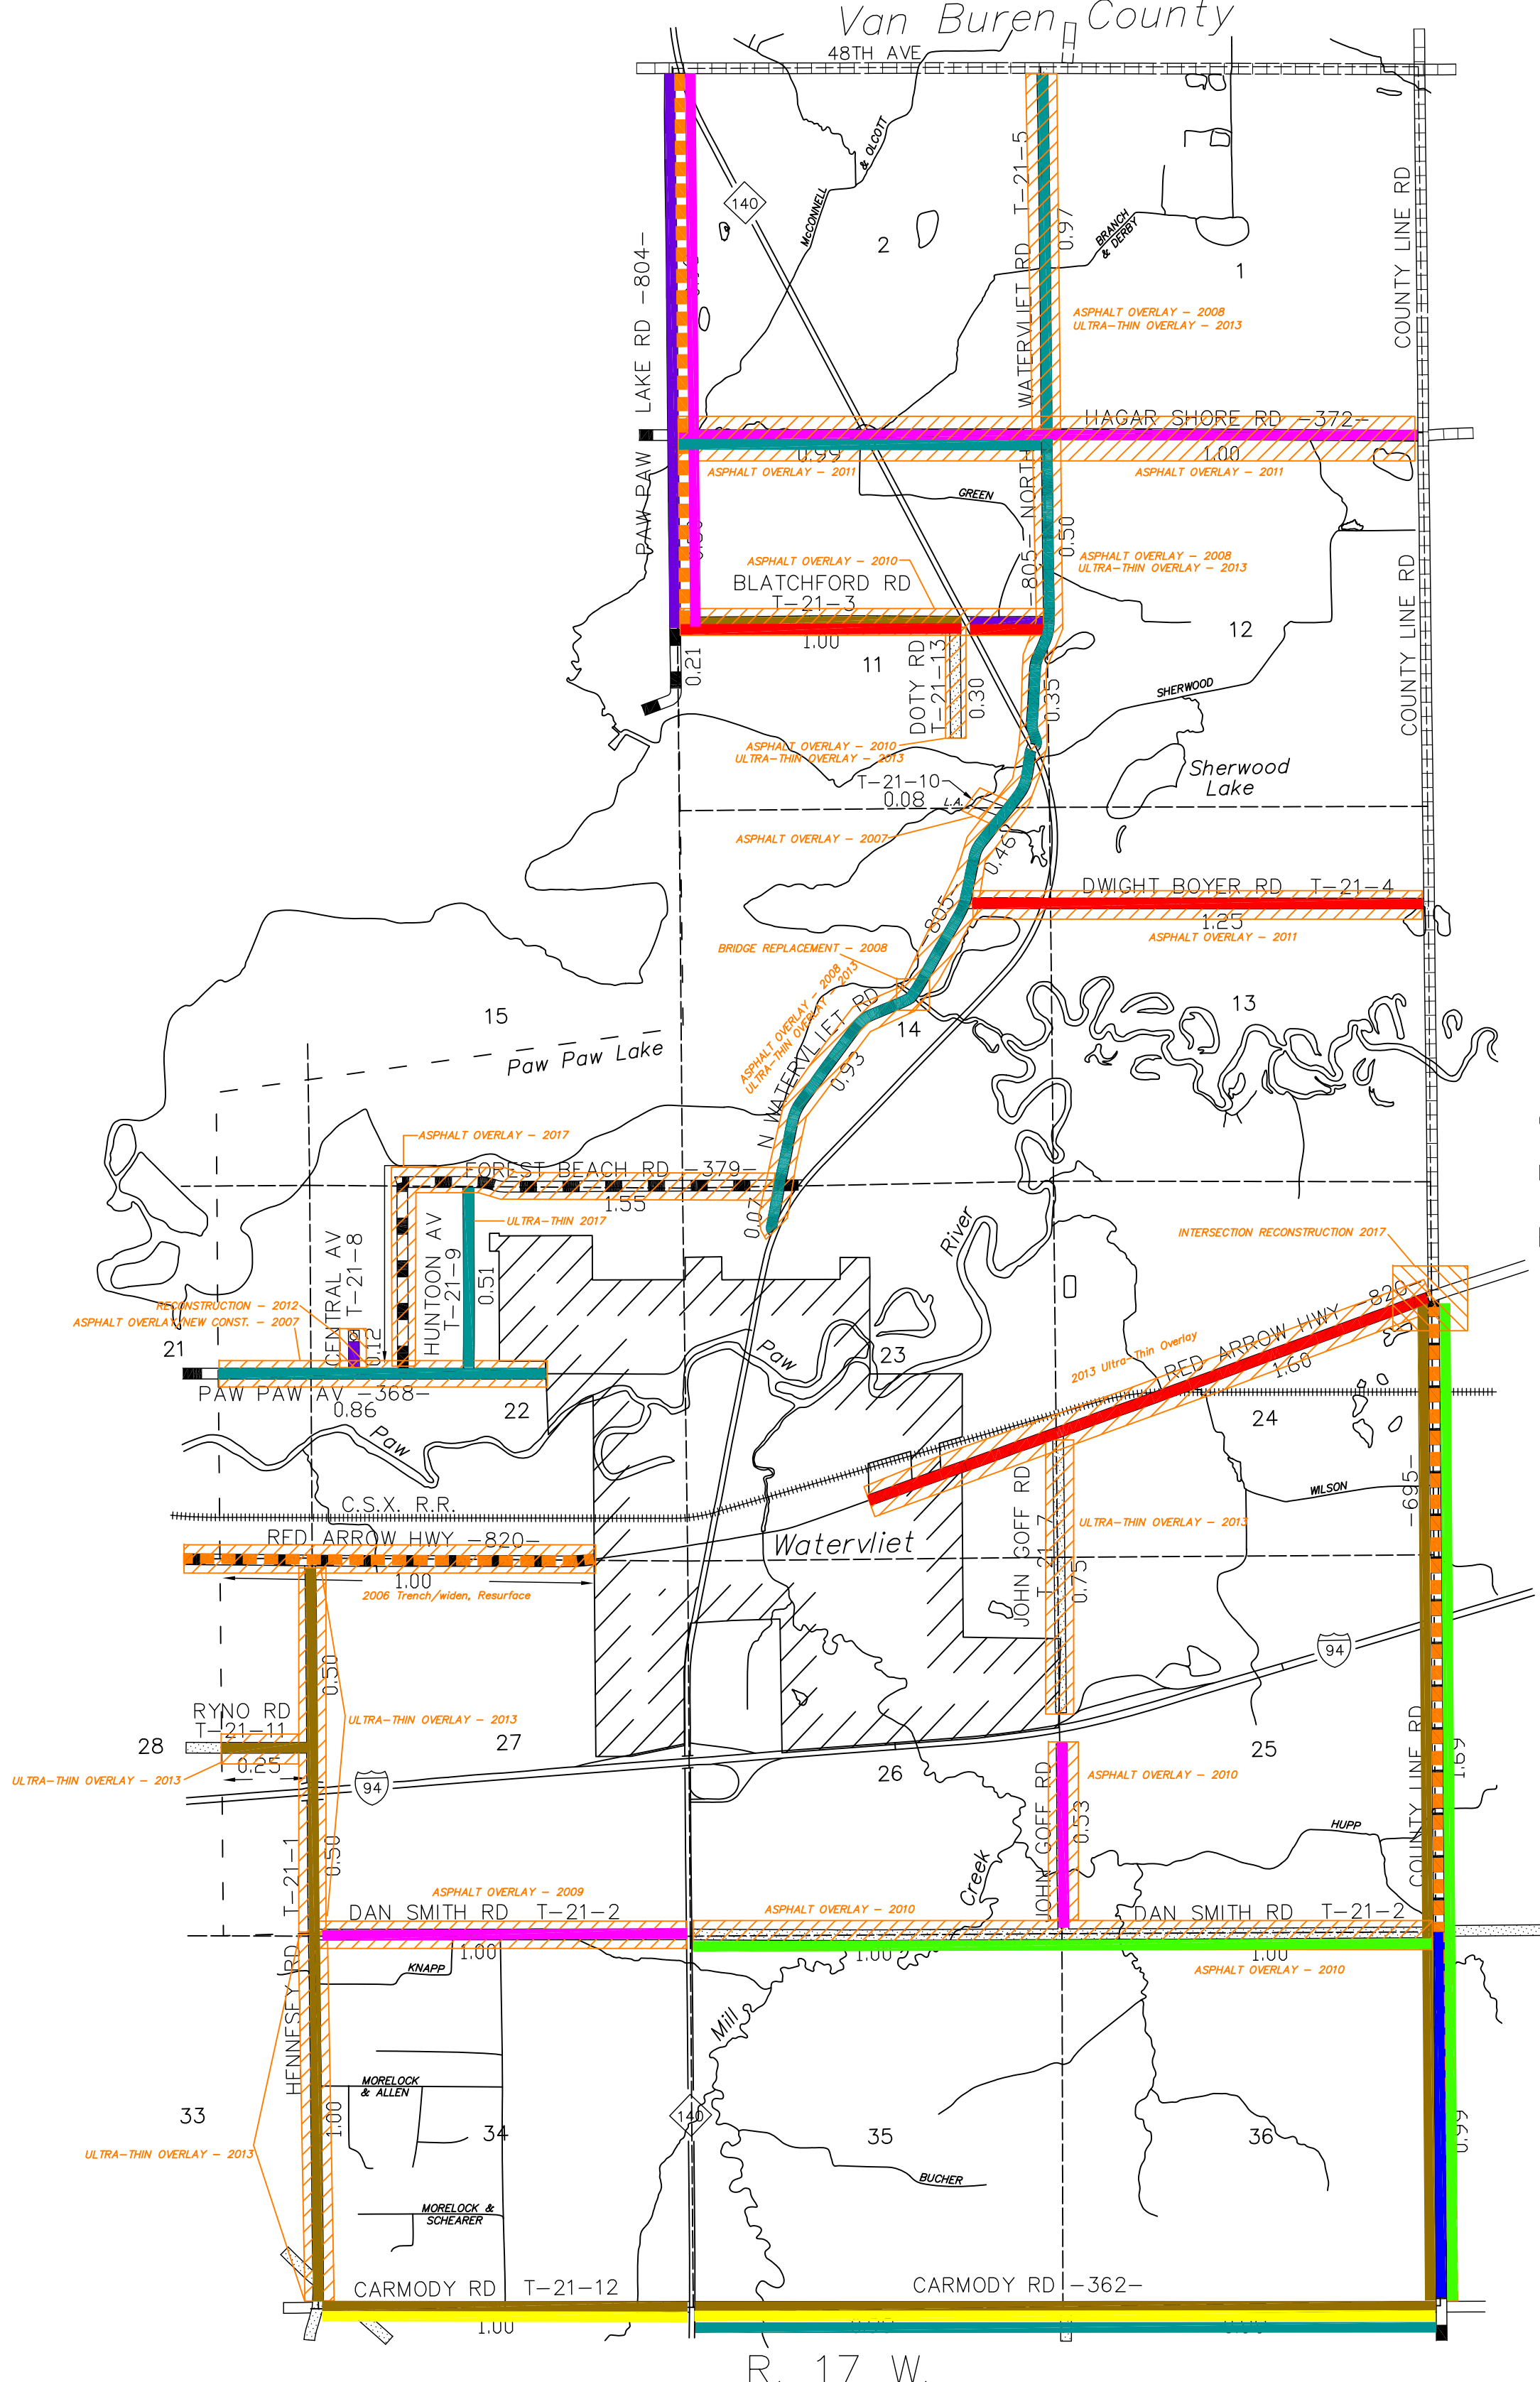 Van Buren County
48TH AVE
PAW PAW LAKE RD -804-
140
McCONNELL
& OLCOTT
2
T-21-5
0.97
BRANCH
& DERBY
1
COUNTY LINE RD
ASPHALT OVERLAY - 2008
ULTRA-THIN OVERLAY - 2013
-805- NORTH WATERVLIET RD
HAGAR SHORE RD -372-
0.99
1.00
ASPHALT OVERLAY - 2011
ASPHALT OVERLAY - 2011
GREEN
0.50
ASPHALT OVERLAY - 2008
ULTRA-THIN OVERLAY - 2013
ASPHALT OVERLAY - 2010
BLATCHFORD RD
T-21-3
1.00
11
12
COUNTY LINE RD
0.21
DOTY RD
T-21-13
0.30
0.35
SHERWOOD
ASPHALT OVERLAY - 2010
ULTRA-THIN OVERLAY - 2013
T-21-10
0.08
L.A.
Sherwood
Lake
ASPHALT OVERLAY - 2007
0.46
DWIGHT BOYER RD T-21-4
1.25
ASPHALT OVERLAY - 2011
-805-
BRIDGE REPLACEMENT - 2008
ASPHALT OVERLAY - 2008
ULTRA-THIN OVERLAY - 2013
N WATERVLIET RD
0.93
14
13
15
Paw Paw Lake
ASPHALT OVERLAY - 2017
FOREST BEACH RD -379-
1.55
0.07
ULTRA-THIN 2017
River
INTERSECTION RECONSTRUCTION 2017
CENTRAL AV
T-21-8
0.12
HUNTOON AV
T-21-9
0.51
RECONSTRUCTION - 2012
ASPHALT OVERLAY/NEW CONST. - 2007
21
PAW PAW AV -368-
0.86
22
Paw
Paw
23
2013 Ultra-Thin Overlay
RED ARROW HWY -820-
1.60
24
C.S.X. R.R.
RED ARROW HWY -820-
1.00
2006 Trench/widen, Resurface
Watervliet
JOHN GOFF RD
T-21-7
0.75
ULTRA-THIN OVERLAY - 2013
WILSON
-695-
94
0.50
RYNO RD
T-21-11
0.25
28
ULTRA-THIN OVERLAY - 2013
ULTRA-THIN OVERLAY - 2013
27
94
26
25
COUNTY LINE RD
1.69
ASPHALT OVERLAY - 2010
JOHN GOFF RD
0.53
HUPP
HENNESEY RD T-21-1
0.50
ASPHALT OVERLAY - 2009
DAN SMITH RD T-21-2
1.00
ASPHALT OVERLAY - 2010
Creek
DAN SMITH RD T-21-2
1.00
1.00
ASPHALT OVERLAY - 2010
KNAPP
Mill
MORELOCK
& ALLEN
1.00
33
34
140
35
36
0.99
ULTRA-THIN OVERLAY - 2013
BUCHER
MORELOCK &
SCHEARER
CARMODY RD T-21-12
1.00
CARMODY RD -362-
R. 17 W.